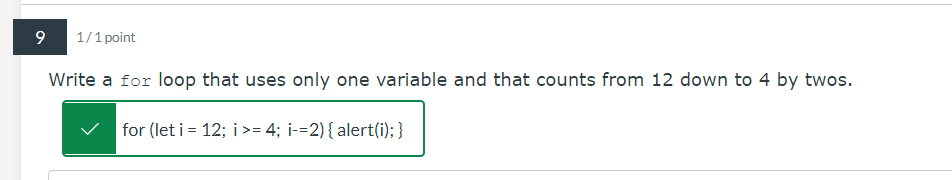 9 1/1 point
Write a for loop that uses only one variable and that counts from 12 down to 4 by twos.
for (let i = 12; i >= 4; i-=2) { alert(i); }